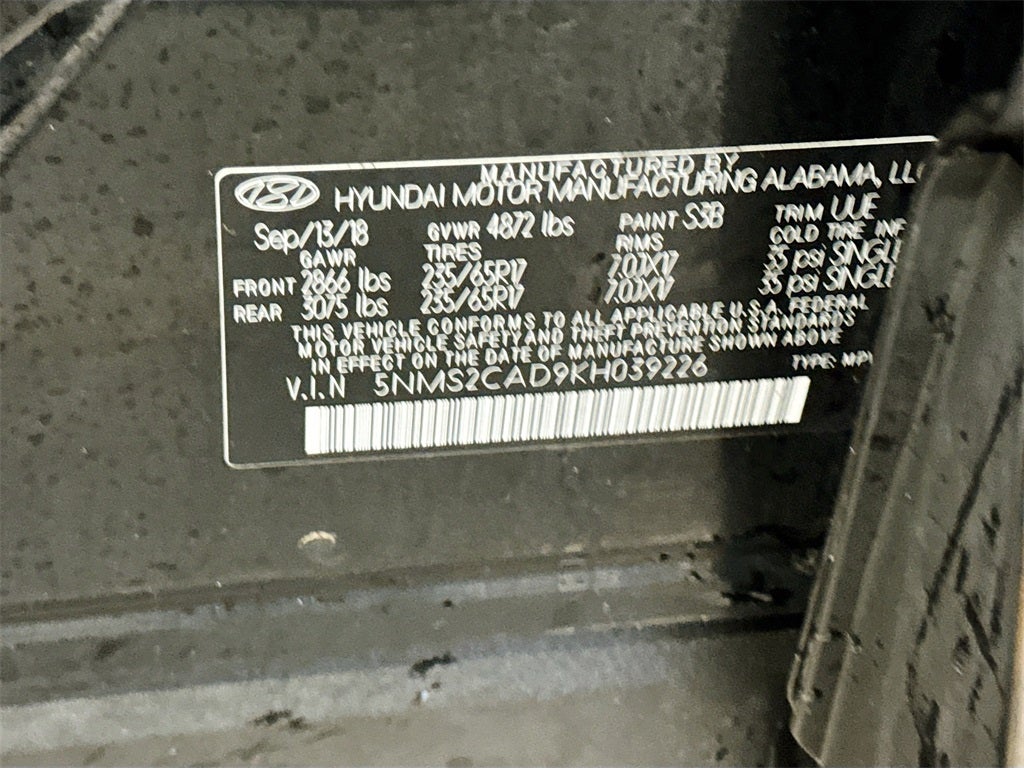 MANUFACTURED BY
HYUNDAI MOTOR MANUFACTURING ALABAMA, LLC
Sep/13/18 GVWR 4872 lbs PAINT S3B TRIM UUE
GAWR TIRES RIMS COLD TIRE INF
FRONT 2866 lbs 235/65R17 7.0JX17 35 psi SINGLE
REAR 3075 lbs 235/65R17 7.0JX17 35 psi SINGLE
THIS VEHICLE CONFORMS TO ALL APPLICABLE U.S.A. FEDERAL
MOTOR VEHICLE SAFETY AND THEFT PREVENTION STANDARDS
IN EFFECT ON THE DATE OF MANUFACTURE SHOWN ABOVE
V.I.N 5NMS2CAD9KH039226 TYPE: MPV